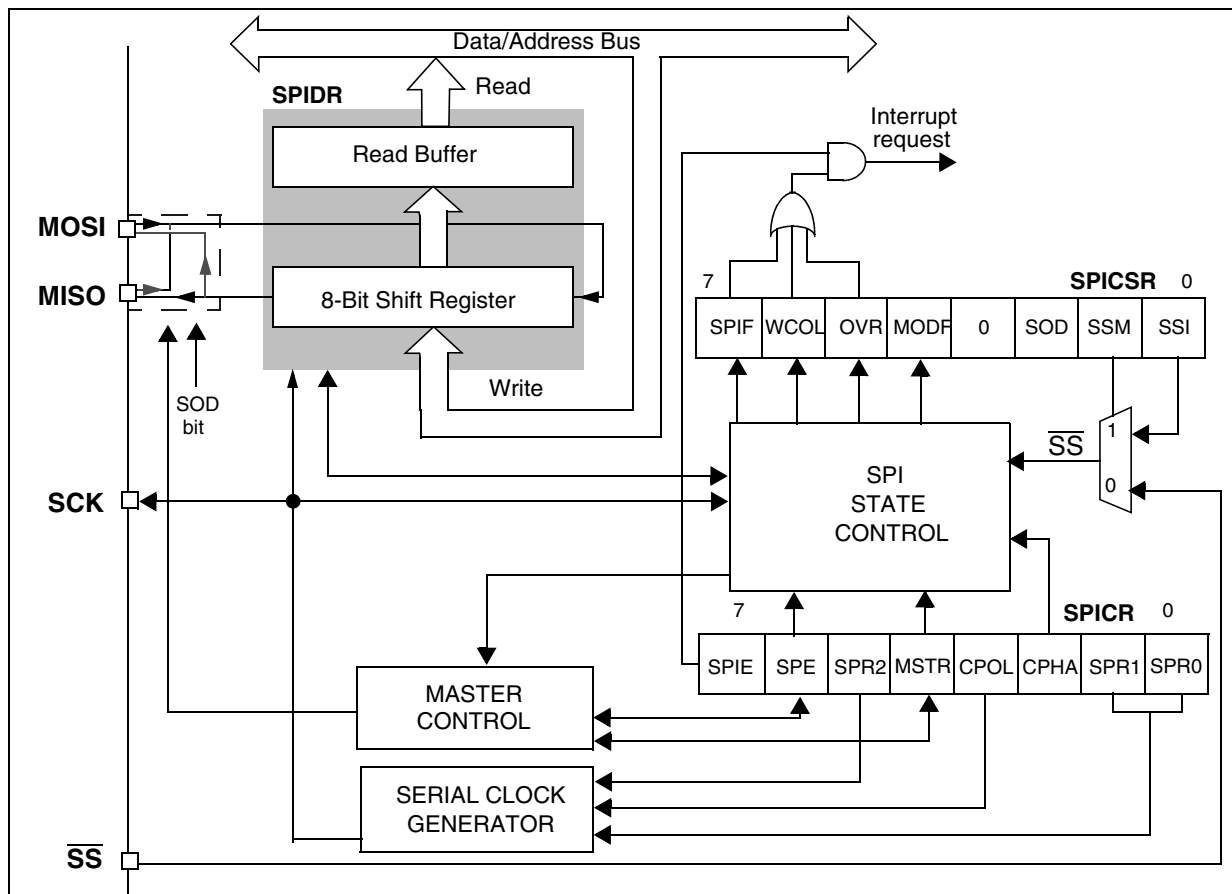 Data/Address Bus
SPIDR
Read
Read Buffer
Interrupt
request
MOSI
MISO
8-Bit Shift Register
Write
SOD
bit
7
SPICSR
0
SPIF
WCOL
OVR
MODF
0
SOD
SSM
SSI
1
0
SS
SCK
SPI
STATE
CONTROL
7
SPICR
0
SPIE
SPE
SPR2
MSTR
CPOL
CPHA
SPR1
SPR0
MASTER
CONTROL
SERIAL CLOCK
GENERATOR
SS